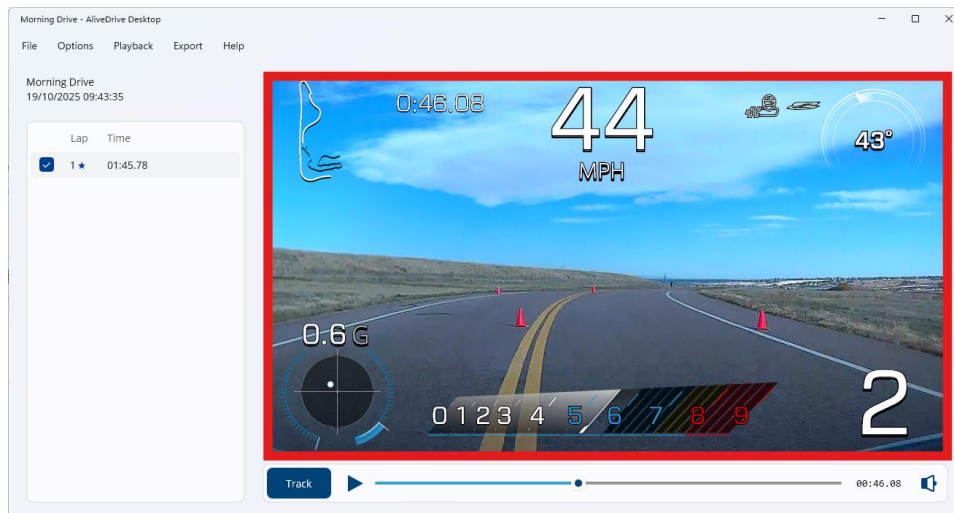 Morning Drive - AliveDrive Desktop
File Options Playback Export Help
Morning Drive
19/10/2025 09:43:35
Lap Time
1★ 01:45.78
0:46.08
44
MPH
43°
0.6 G
0 1 2 3 4 5 6 7 8 9
2
Track
00:46.08